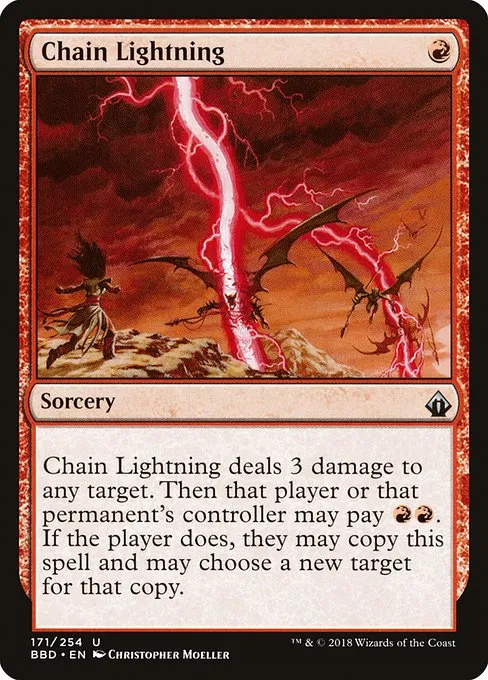 Chain Lightning
Sorcery
Chain Lightning deals 3 damage to
any target. Then that player or that
permanent's controller may pay .
If the player does, they may copy this
spell and may choose a new target
for that copy.
171/254 U
BBD • EN Christopher Moeller
™ & © 2018 Wizards of the Coast